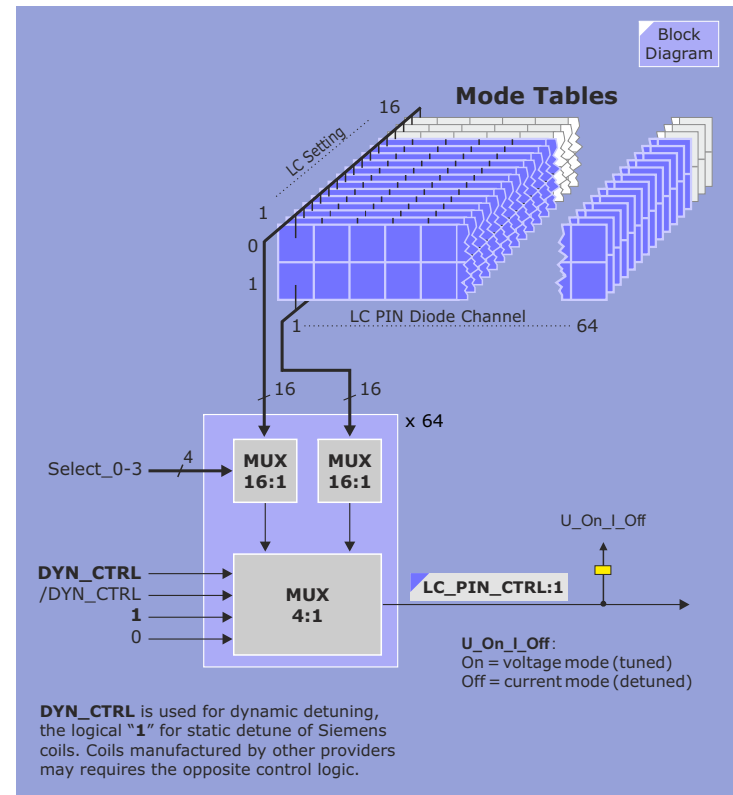 Block
Diagram
Mode Tables
16
LC Setting
1
0
1
LC PIN Diode Channel
1
64
16
16
x 64
Select_0-3
4
MUX
16:1
MUX
16:1
U_On_I_Off
DYN_CTRL
/DYN_CTRL
1
0
MUX
4:1
LC_PIN_CTRL:1
U_On_I_Off:
On = voltage mode (tuned)
Off = current mode (detuned)
DYN_CTRL is used for dynamic detuning,
the logical “1” for static detune of Siemens
coils. Coils manufactured by other providers
may requires the opposite control logic.